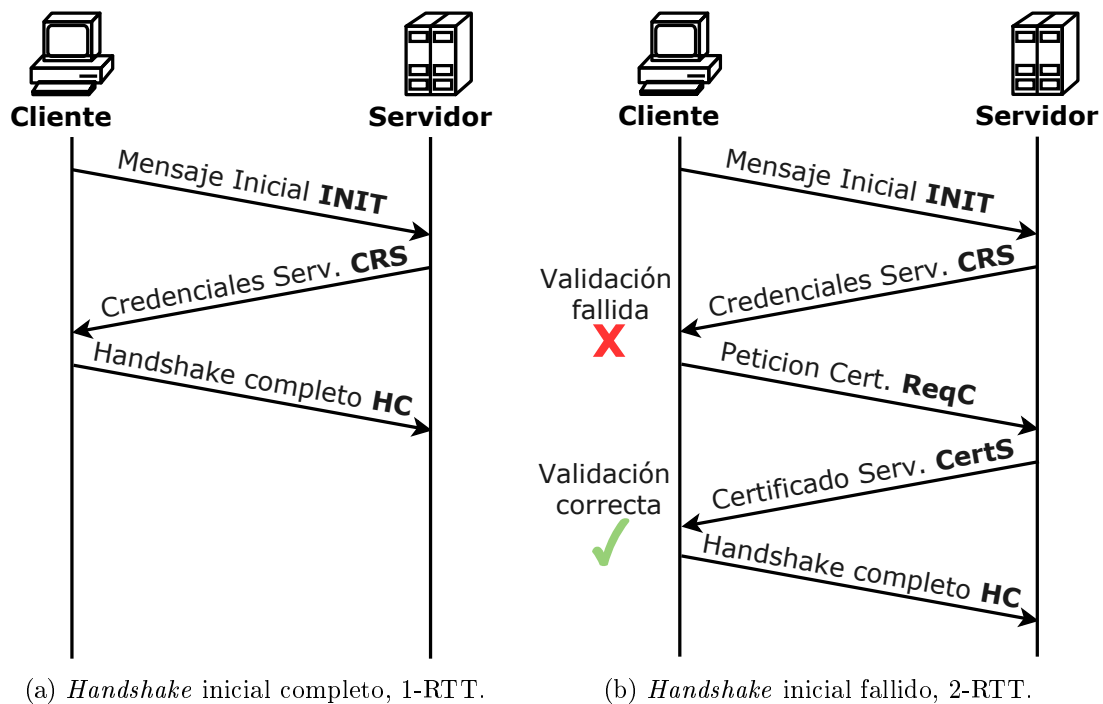 Cliente
Servidor
Mensaje Inicial INIT
Credenciales Serv. CRS
Handshake completo HC
(a) Handshake inicial completo, 1-RTT.
Cliente
Servidor
Mensaje Inicial INIT
Credenciales Serv. CRS
Validación
fallida
X
Peticion Cert. ReqC
Certificado Serv. CertS
Validación
correcta
Handshake completo HC
(b) Handshake inicial fallido, 2-RTT.